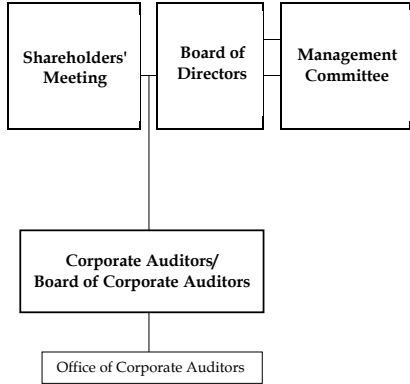 Shareholders'
Meeting
Board of
Directors
Management
Committee
Corporate Auditors/
Board of Corporate Auditors
Office of Corporate Auditors